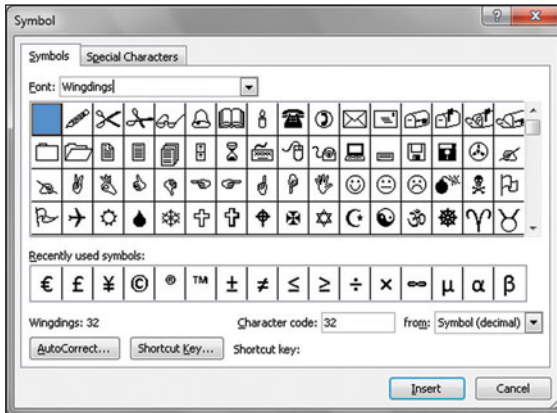 Symbol
Symbols Special Characters
Font: Wingdings
Recently used symbols:
€ £ ¥ © ® ™ ± ≠ ≤ ≥ ÷ × ∞ µ α β
Wingdings: 32 Character code: 32 from: Symbol (decimal)
AutoCorrect... Shortcut Key... Shortcut key:
Insert Cancel